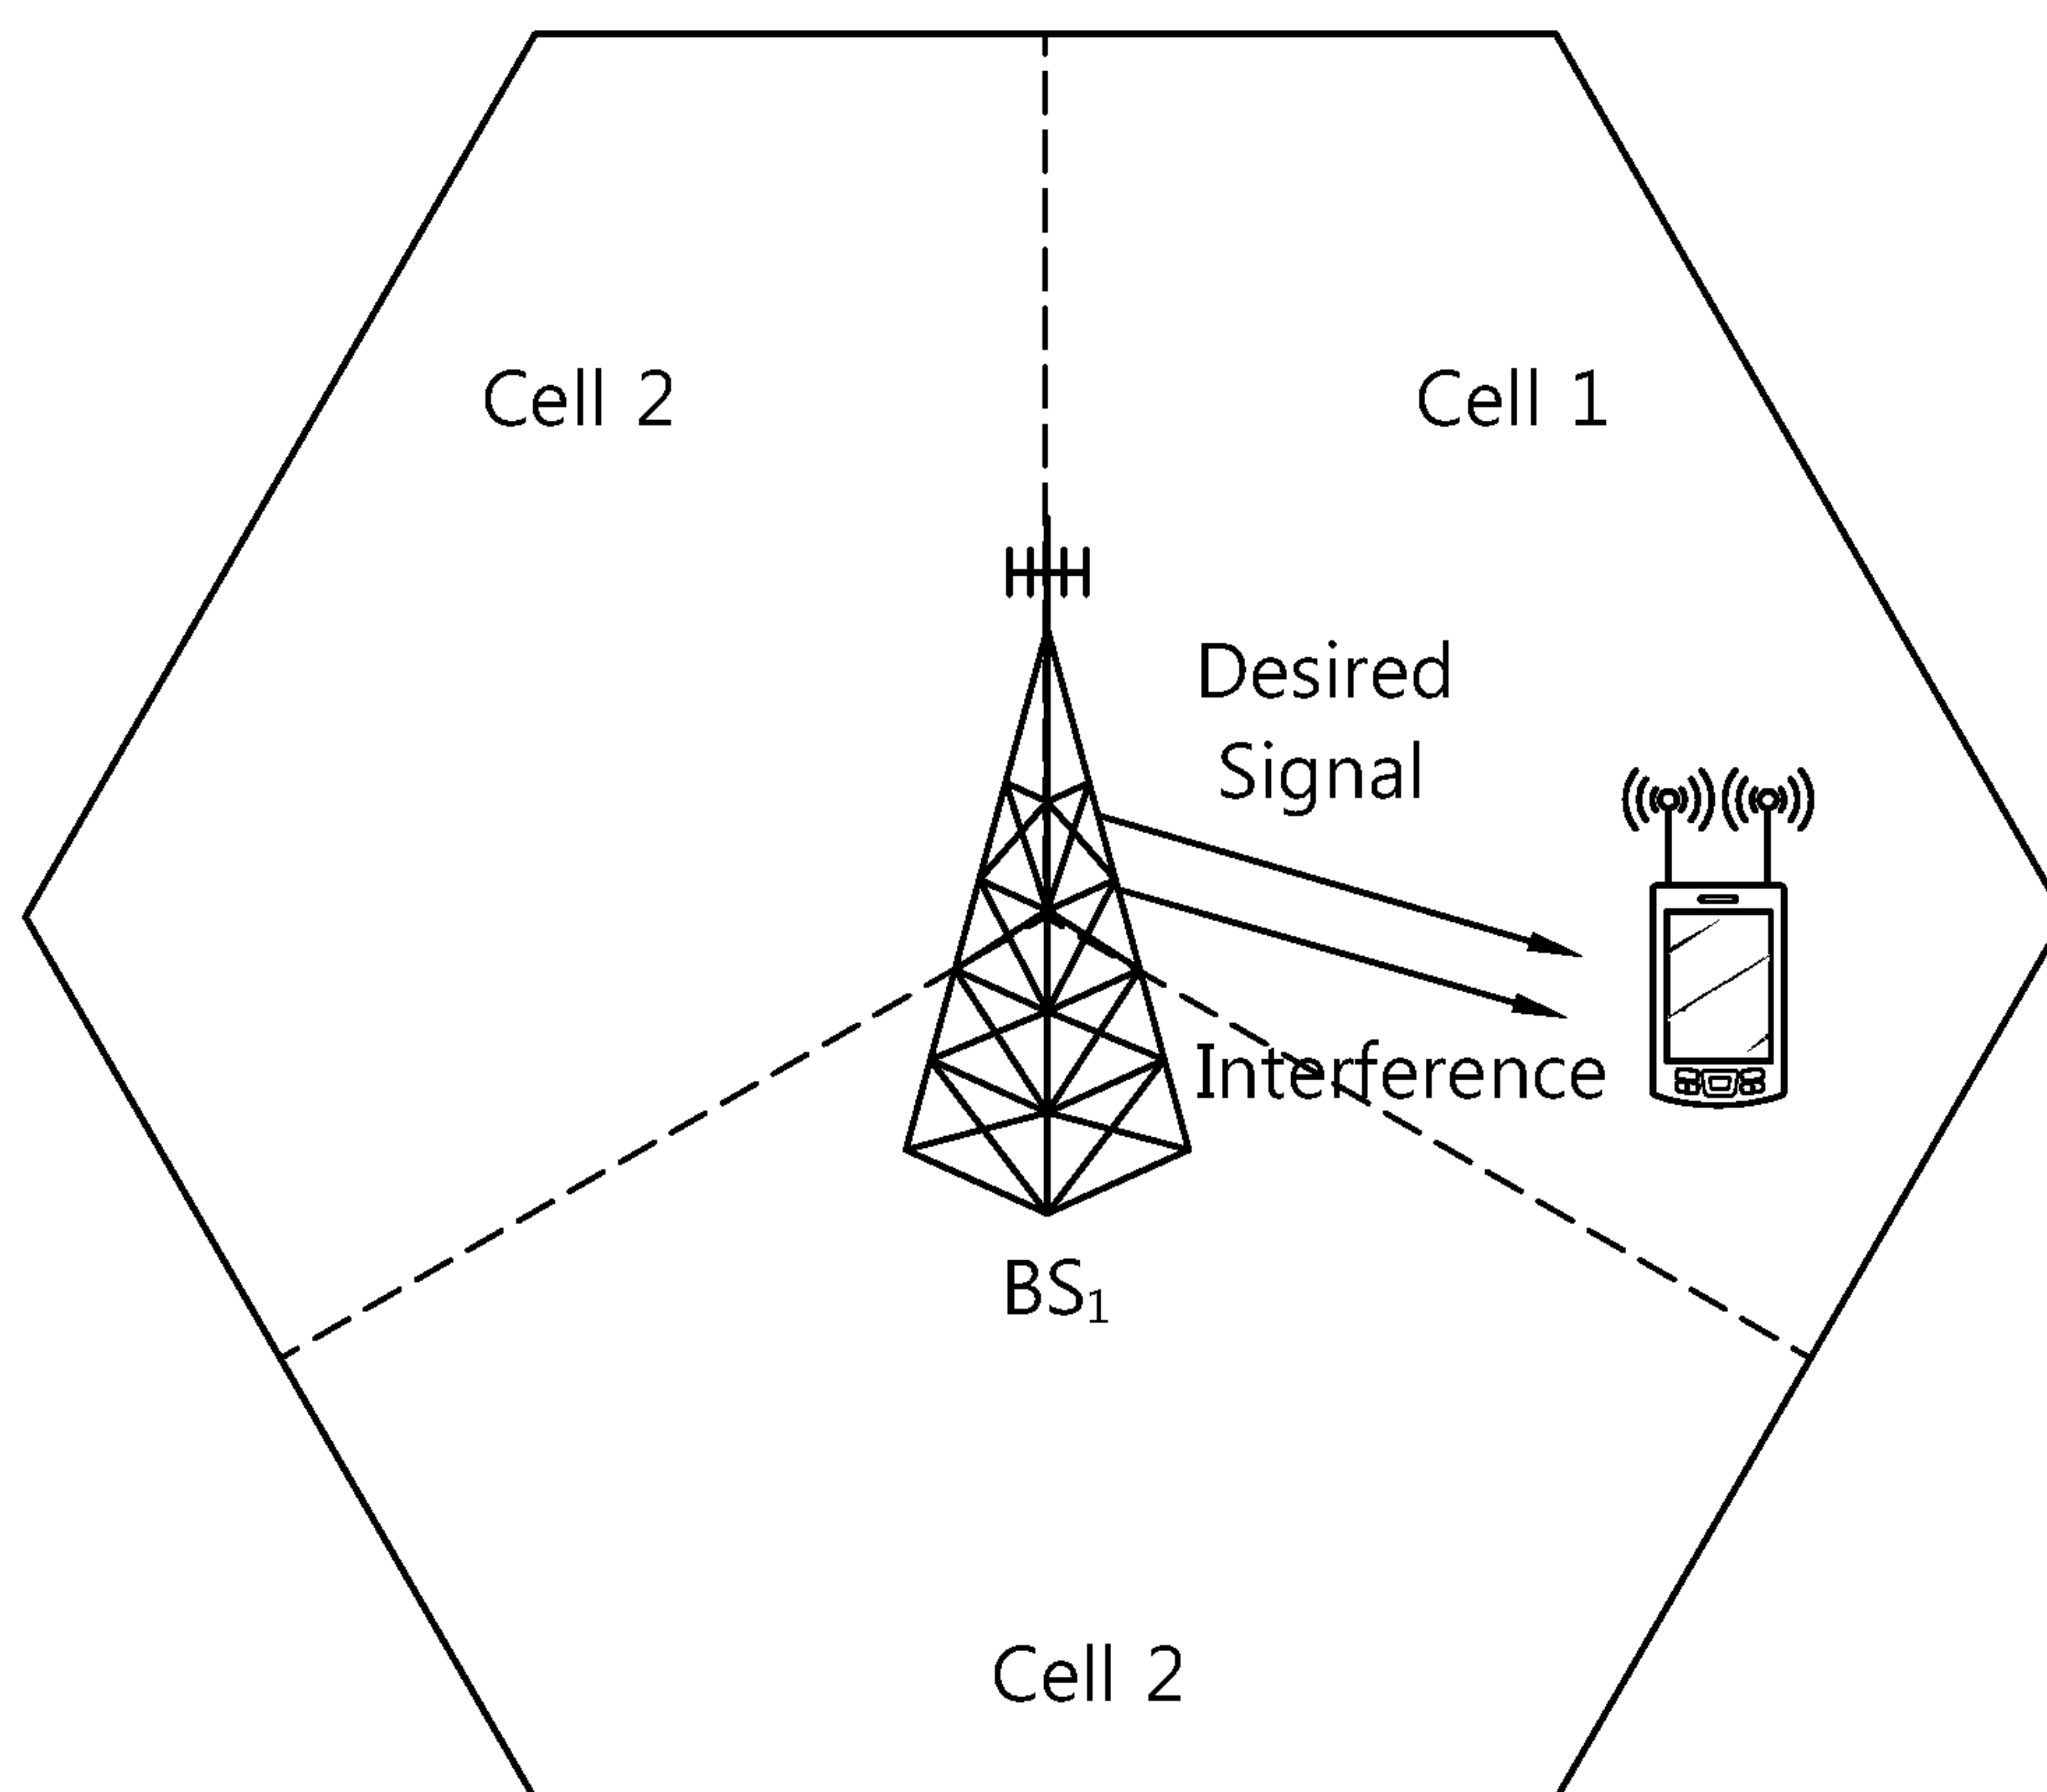 Cell 2
Cell 1
Desired
Signal
Interference
BS₁
Cell 2